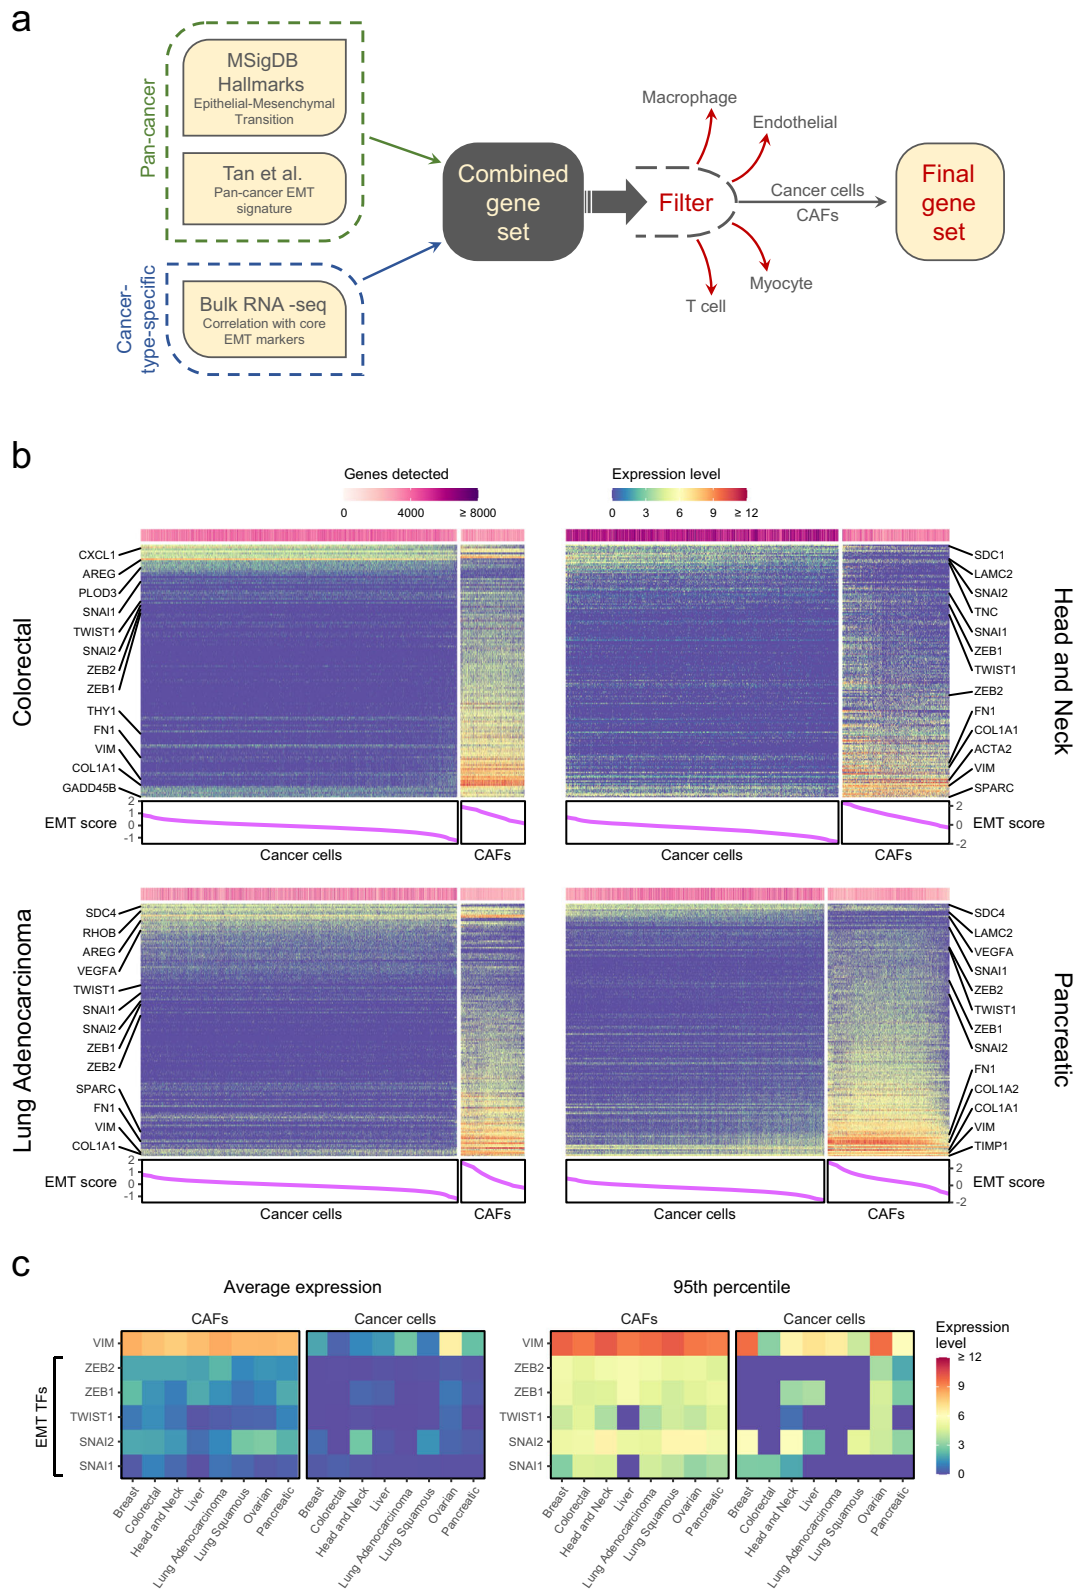 a
Pan-cancer
MSigDB
Hallmarks
Epithelial-Mesenchymal
Transition
Tan et al.
Pan-cancer EMT
signature
Cancer-
type-specific
Bulk RNA -seq
Correlation with core
EMT markers
Combined
gene
set
Filter
Macrophage
Endothelial
Myocyte
T cell
Cancer cells
CAFs
Final
gene
set
b
Genes detected
0 4000 ≥ 8000
Expression level
0 3 6 9 ≥ 12
Colorectal
CXCL1
AREG
PLOD3
SNAI1
TWIST1
SNAI2
ZEB2
ZEB1
THY1
FN1
VIM
COL1A1
GADD45B
EMT score
2
1
0
-1
Cancer cells
CAFs
Head and Neck
SDC1
LAMC2
SNAI2
TNC
SNAI1
ZEB1
TWIST1
ZEB2
FN1
COL1A1
ACTA2
VIM
SPARC
2
0
-2
EMT score
Cancer cells
CAFs
Lung Adenocarcinoma
SDC4
RHOB
AREG
VEGFA
TWIST1
SNAI1
SNAI2
ZEB1
ZEB2
SPARC
FN1
VIM
COL1A1
EMT score
2
1
0
-1
Cancer cells
CAFs
Pancreatic
SDC4
LAMC2
VEGFA
SNAI1
ZEB2
TWIST1
ZEB1
SNAI2
FN1
COL1A2
COL1A1
VIM
TIMP1
2
0
-2
EMT score
Cancer cells
CAFs
c
Average expression
95th percentile
CAFs
Cancer cells
CAFs
Cancer cells
EMT TFs
VIM
ZEB2
ZEB1
TWIST1
SNAI2
SNAI1
Breast
Colorectal
Head and Neck
Liver
Lung Adenocarcinoma
Lung Squamous
Ovarian
Pancreatic
Breast
Colorectal
Head and Neck
Liver
Lung Adenocarcinoma
Lung Squamous
Ovarian
Pancreatic
VIM
ZEB2
ZEB1
TWIST1
SNAI2
SNAI1
Breast
Colorectal
Head and Neck
Liver
Lung Adenocarcinoma
Lung Squamous
Ovarian
Pancreatic
Breast
Colorectal
Head and Neck
Liver
Lung Adenocarcinoma
Lung Squamous
Ovarian
Pancreatic
Expression
level
≥ 12
9
6
3
0